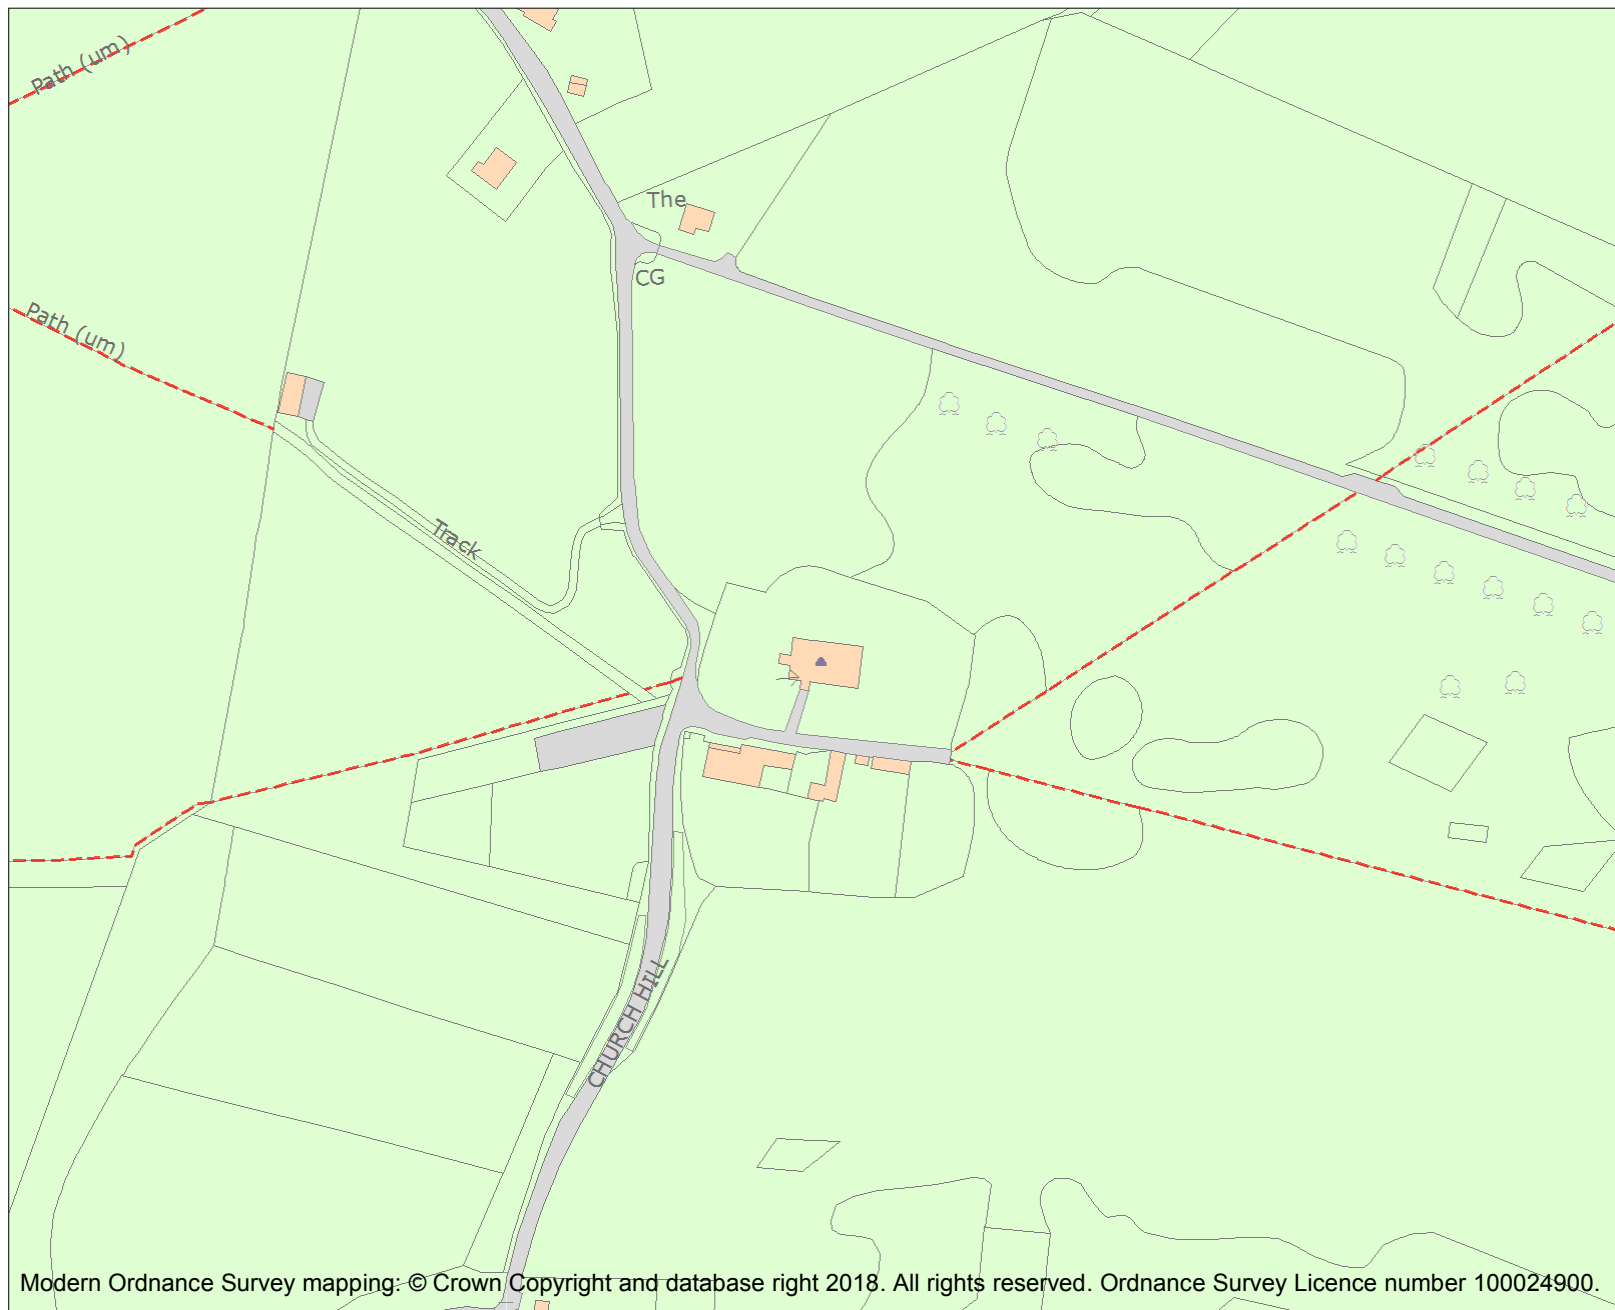 Path (um)
The
CG
Path (um)
Track
CHURCH HILL
Modern Ordnance Survey mapping: © Crown Copyright and database right 2018. All rights reserved. Ordnance Survey Licence number 100024900.